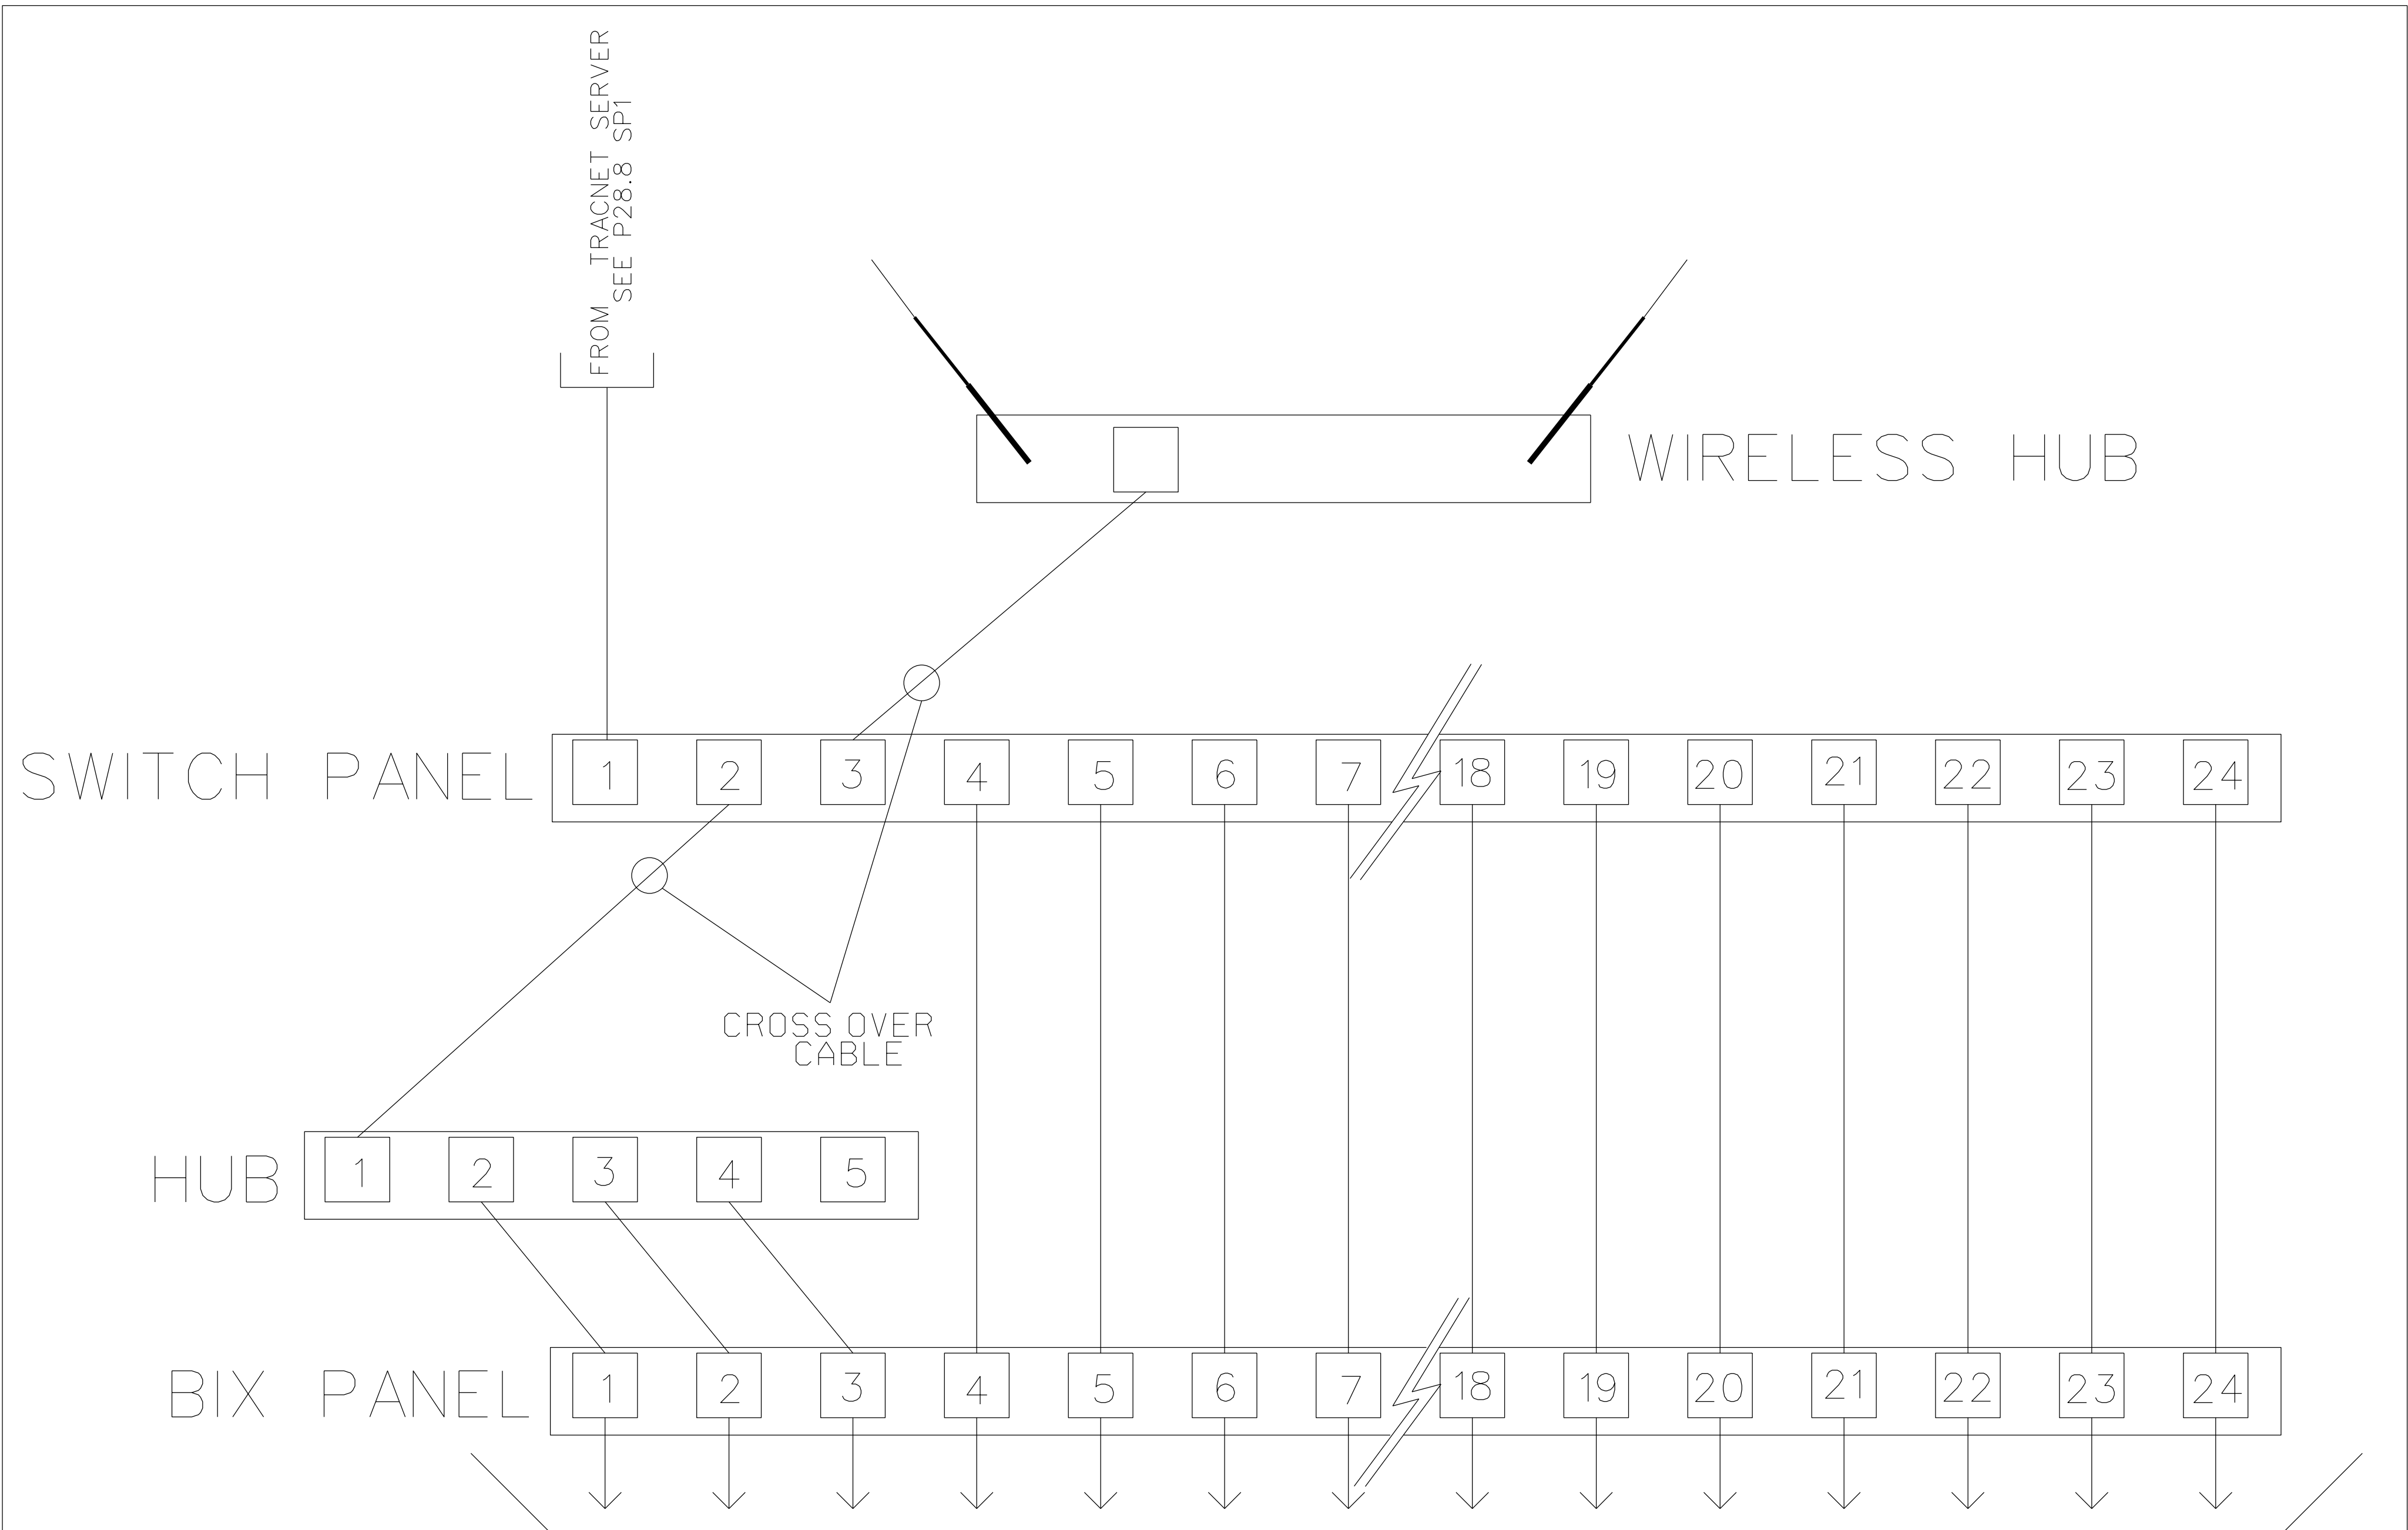 FROM TRACNET SERVER
SEE P28.8 SP1
WIRELESS HUB
SWITCH PANEL
1 2 3 4 5 6 7 18 19 20 21 22 23 24
CROSS OVER
CABLE
HUB
1 2 3 4 5
BIX PANEL
1 2 3 4 5 6 7 18 19 20 21 22 23 24